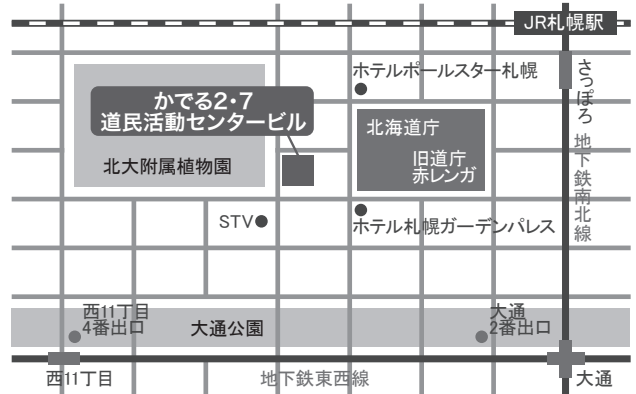 JR札幌駅
さっぽろ
ホテルポールスター札幌
かでる2・7
道民活動センタービル
北海道庁
旧道庁
赤レンガ
北大附属植物園
地下鉄南北線
STV
ホテル札幌ガーデンパレス
西11丁目
4番出口
大通公園
大通
2番出口
西11丁目
地下鉄東西線
大通